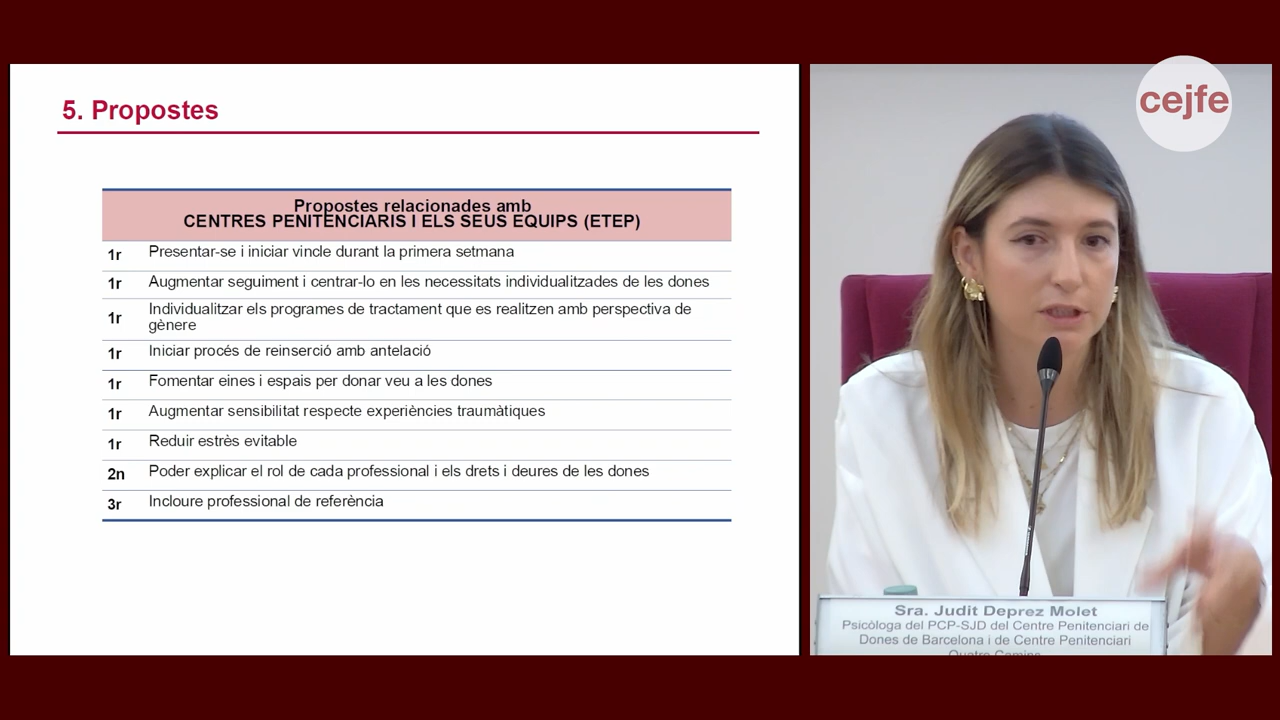 5. Propostes
Propostes relacionades amb
CENTRES PENITENCIARIS I ELS SEUS EQUIPS (ETEP)
1r Presentar-se i iniciar vincle durant la primera setmana
1r Augmentar seguiment i centrar-lo en les necessitats individualitzades de les dones
1r Individualitzar els programes de tractament que es realitzen amb perspectiva de
gènere
1r Iniciar procés de reinserció amb antelació
1r Fomentar eines i espais per donar veu a les dones
1r Augmentar sensibilitat respecte experiències traumàtiques
1r Reduir estrès evitable
2n Poder explicar el rol de cada professional i els drets i deures de les dones
3r Incloure professional de referència
cejfe
Sra. Judit Deprez Molet
Psicòloga del PCP-SJD del Centre Penitenciari de
Dones de Barcelona i de Centre Penitenciari
Quatre Camins